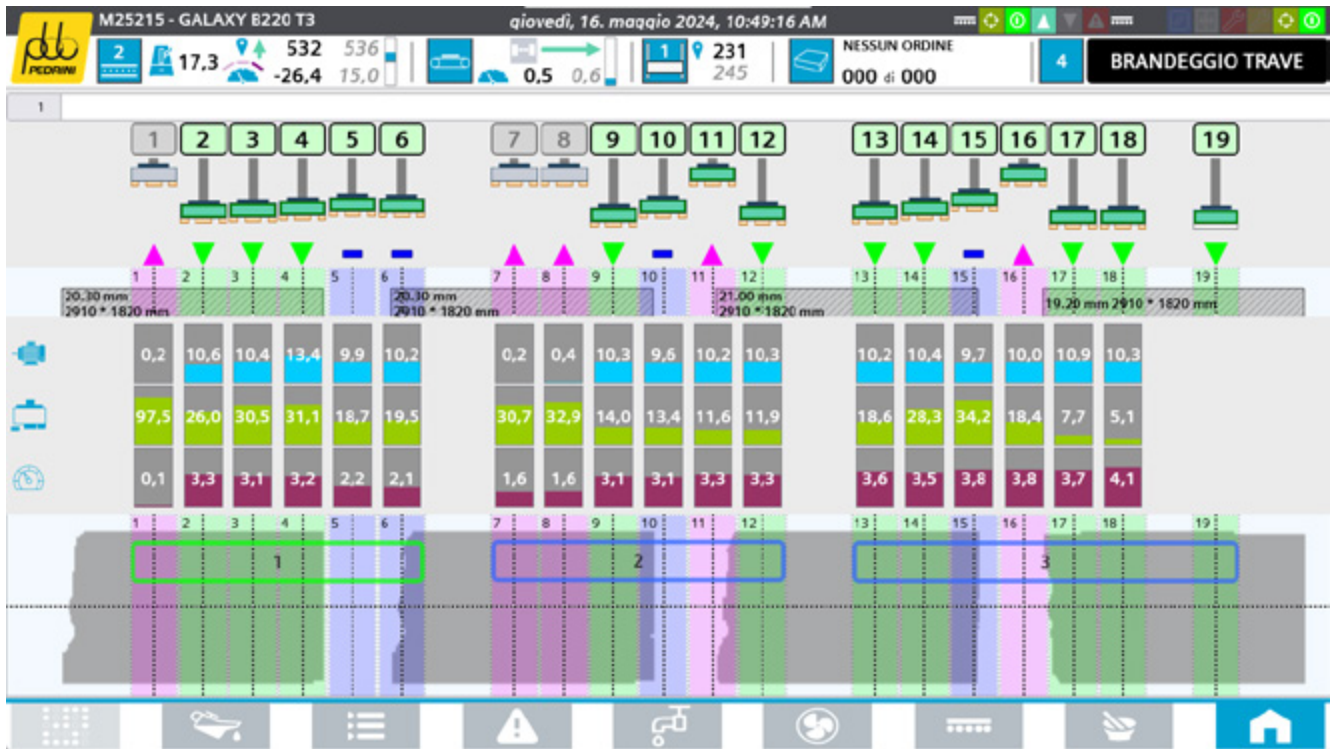 M25215 - GALAXY B220 T3 giovedì, 16. maggio 2024, 10:49:16 AM
PEDRINI
2 17,3 532 536 -26,4 15,0 0,5 0,6 1 231 245 NESSUN ORDINE 000 di 000 4 BRANDEGGIO TRAVE
1
1 2 3 4 5 6 7 8 9 10 11 12 13 14 15 16 17 18 19
1 2 3 4 5 6 7 8 9 10 11 12 13 14 15 16 17 18 19
20.30 mm 20.30 mm 21.00 mm 19.20 mm 2910 * 1820 mm
2910 * 1820 mm 2910 * 1820 mm 2910 * 1820 mm
0,2 10,6 10,4 13,4 9,9 10,2 0,2 0,4 10,3 9,6 10,2 10,3 10,2 10,4 9,7 10,0 10,9 10,3
97,5 26,0 30,5 31,1 18,7 19,5 30,7 32,9 14,0 13,4 11,6 11,9 18,6 28,3 34,2 18,4 7,7 5,1
0,1 3,3 3,1 3,2 2,2 2,1 1,6 1,6 3,1 3,1 3,3 3,3 3,6 3,5 3,8 3,8 3,7 4,1
1 2 3 4 5 6 7 8 9 10 11 12 13 14 15 16 17 18 19
1 2 3